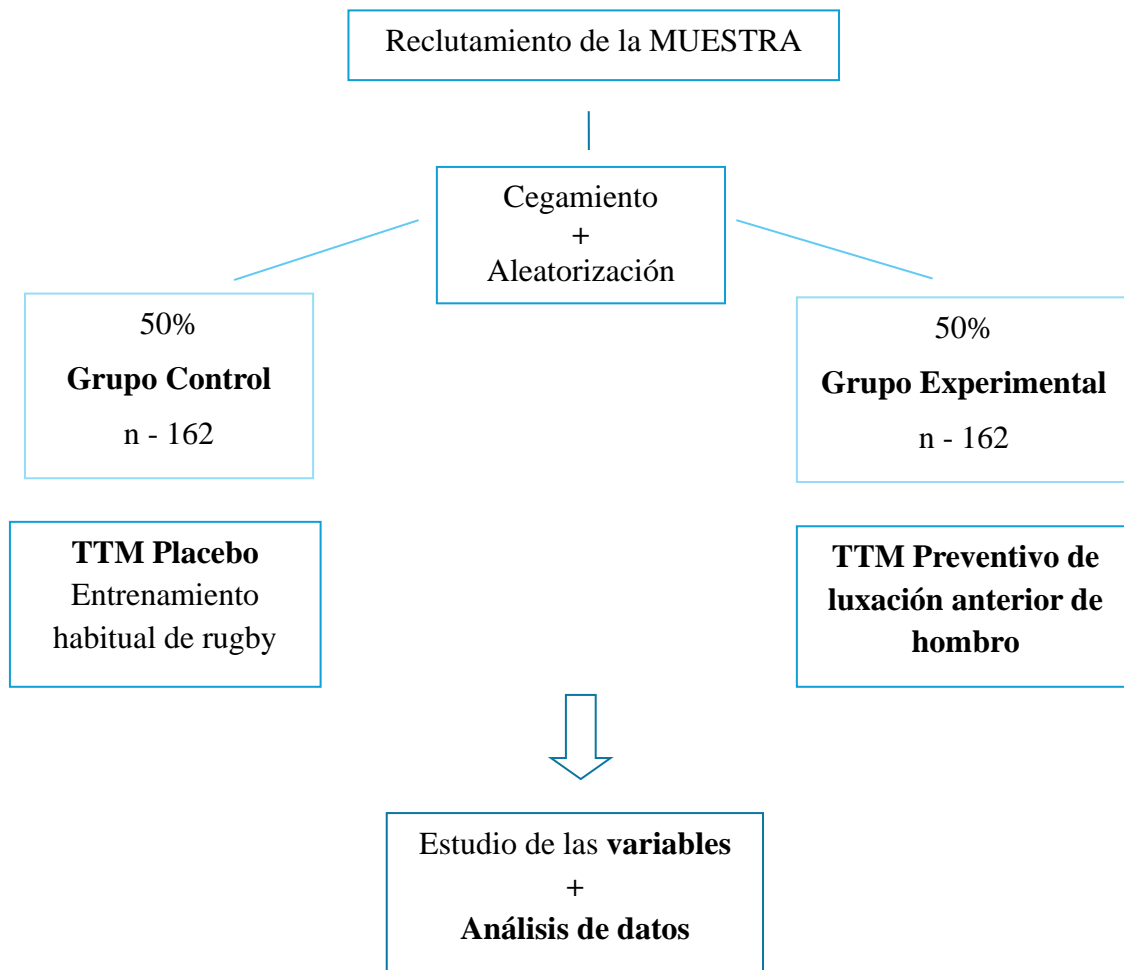 Reclutamiento de la MUESTRA
Cegamiento
+
Aleatorización
50%
Grupo Control
n - 162
50%
Grupo Experimental
n - 162
TTM Placebo
Entrenamiento
habitual de rugby
TTM Preventivo de
luxación anterior de
hombro
Estudio de las variables
+
Análisis de datos